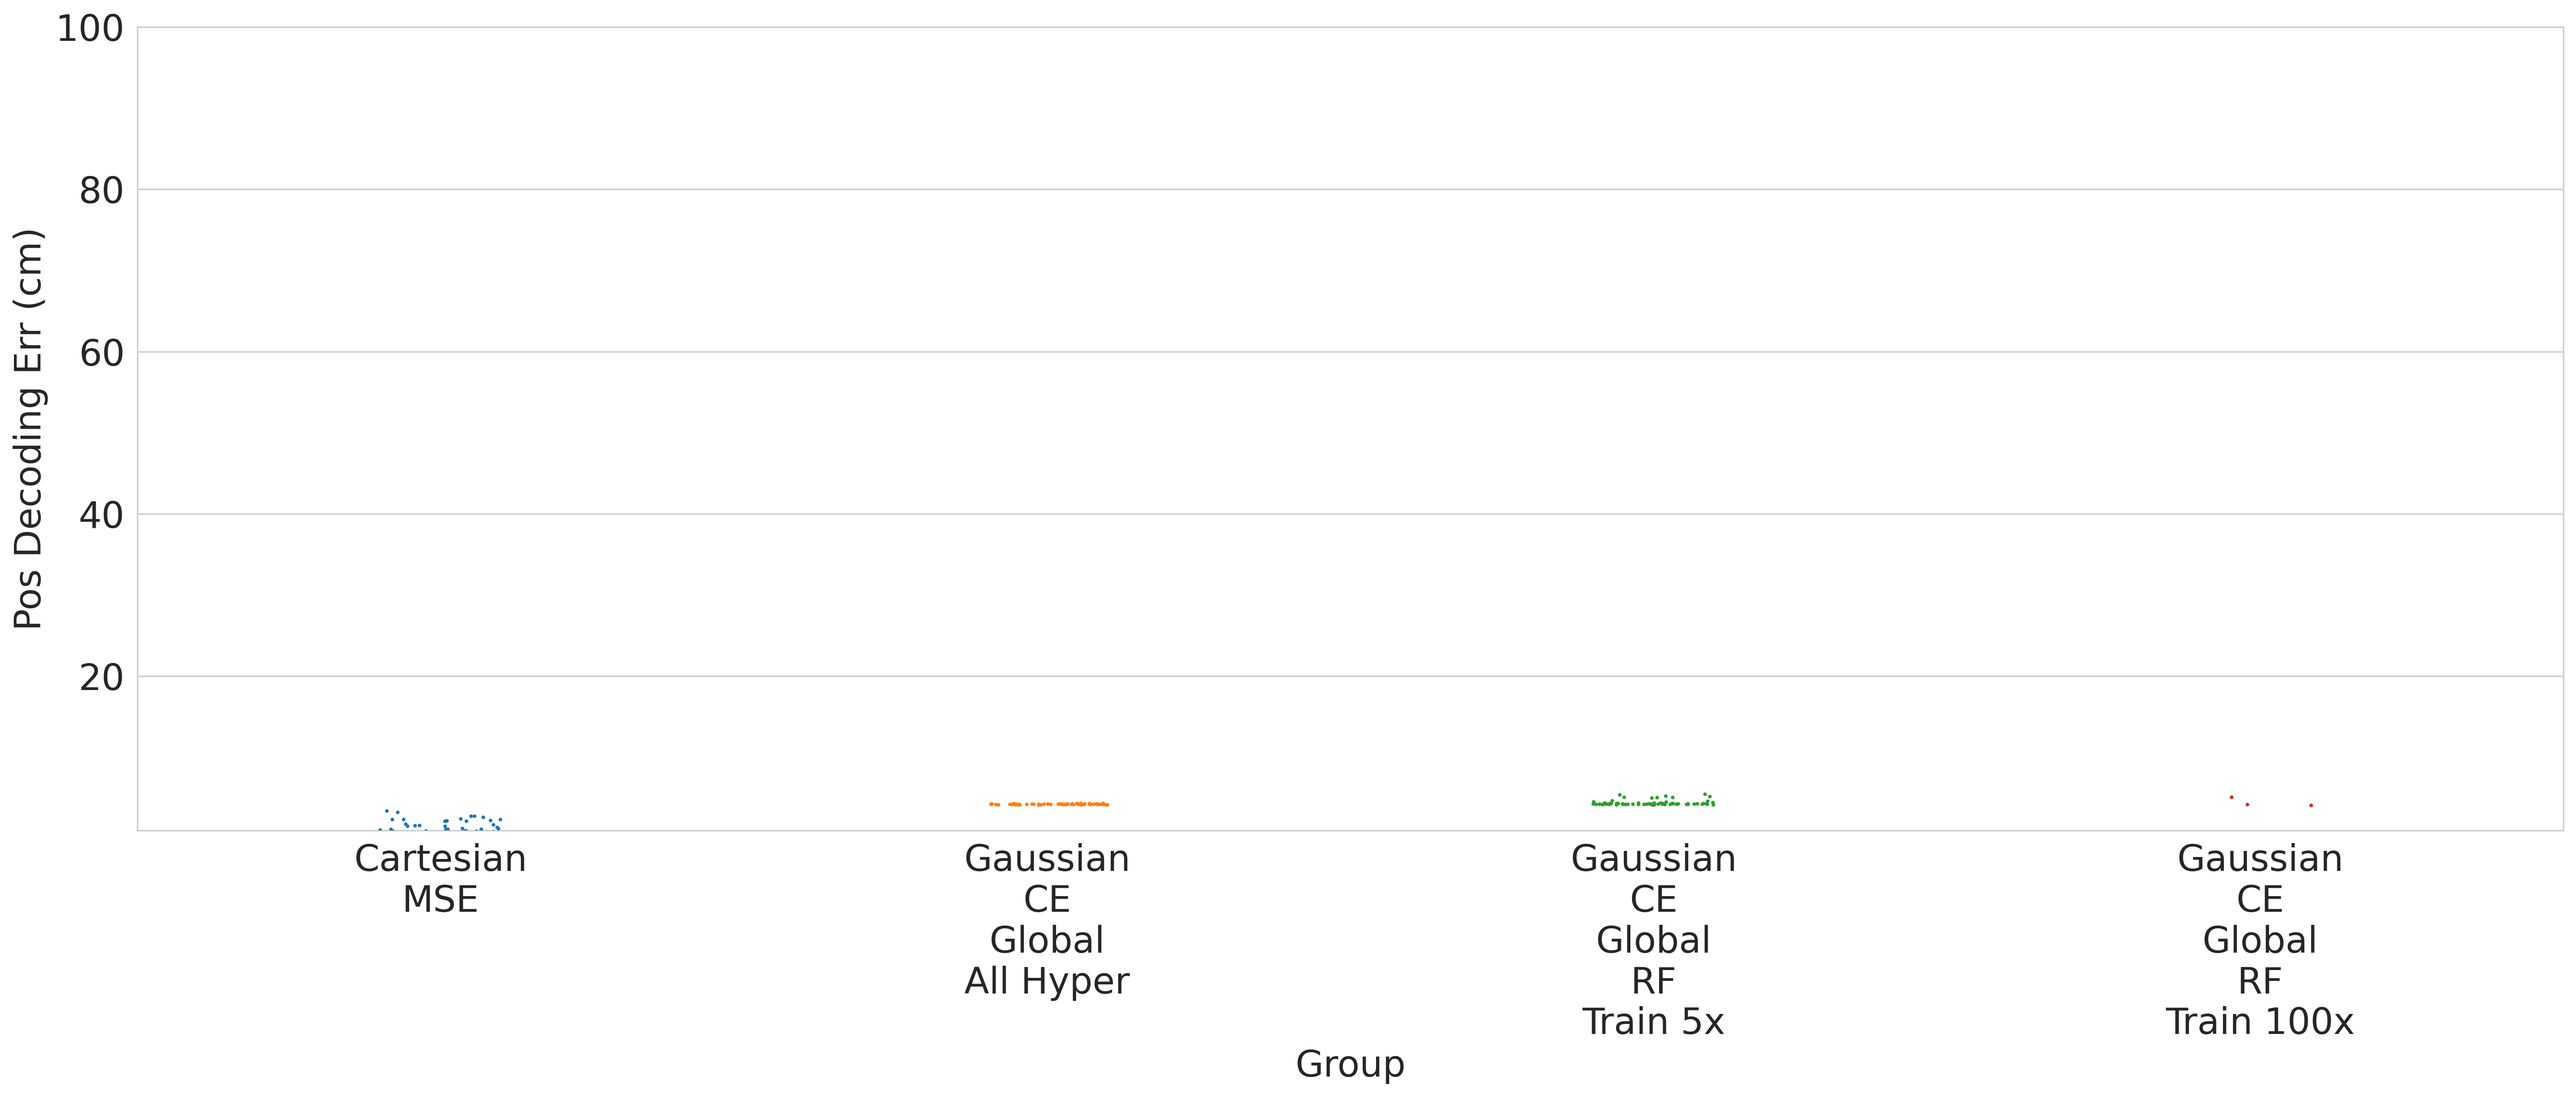 100
80
60
40
20
Pos Decoding Err (cm)
Cartesian
MSE
Gaussian
CE
Global
All Hyper
Gaussian
CE
Global
RF
Train 5x
Gaussian
CE
Global
RF
Train 100x
Group